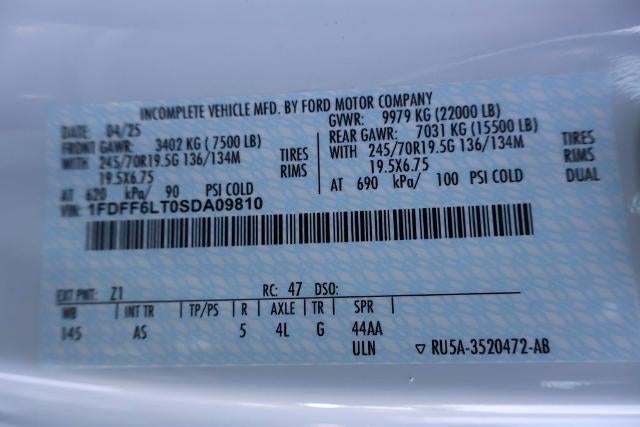 INCOMPLETE VEHICLE MFD. BY FORD MOTOR COMPANY
DATE: 04/25 GVWR: 9979 KG (22000 LB)
FRONT GAWR: 3402 KG (7500 LB) REAR GAWR: 7031 KG (15500 LB)
WITH 245/70R19.5G 136/134M TIRES WITH 245/70R19.5G 136/134M TIRES
19.5X6.75 RIMS 19.5X6.75 RIMS
AT 620 kPa/ 90 PSI COLD AT 690 kPa/ 100 PSI COLD DUAL
VIN: 1FDFF6LT0SDA09810
EXT PNT: Z1 RC: 47 DSO:
WB INT TR TP/PS R AXLE TR SPR
145 AS 5 4L G 44AA
ULN ▽ RU5A-3520472-AB